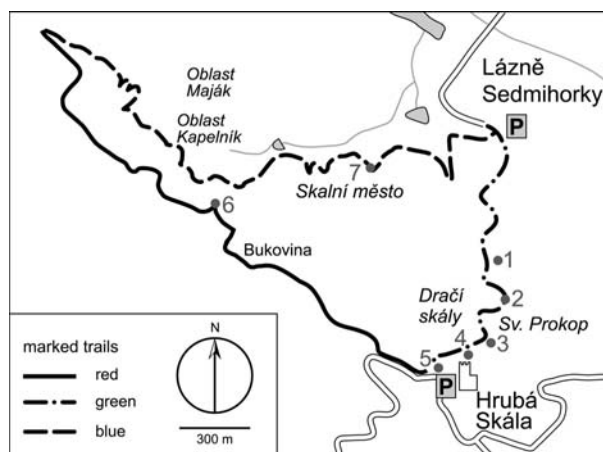 Oblast
Maják
Lázně
Sedmihorky
P
Oblast
Kapelník
7
Skalní město
6
Bukovina
1
2
Dračí
skály
Sv. Prokop
3
4
5
P
Hrubá
Skála
marked trails
red
green
blue
N
300 m